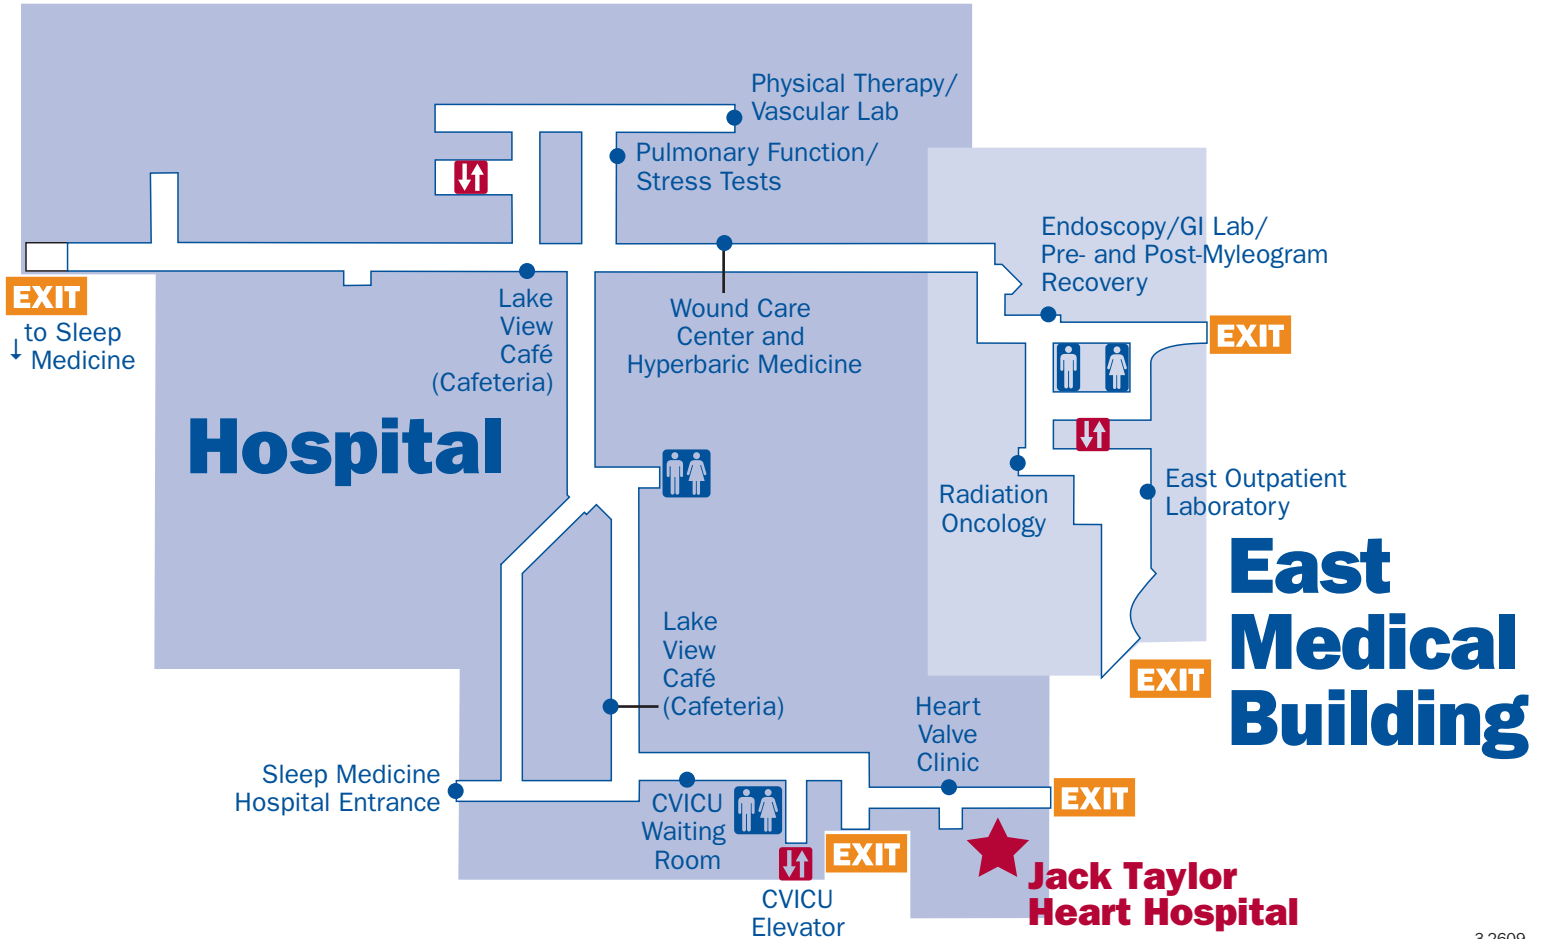 Physical Therapy/
Vascular Lab
Pulmonary Function/
Stress Tests
Endoscopy/GI Lab/
Pre- and Post-Myleogram
Recovery
EXIT
to Sleep
↓ Medicine
Lake
View
Café
(Cafeteria)
Wound Care
Center and
Hyperbaric Medicine
EXIT
Hospital
Radiation
Oncology
East Outpatient
Laboratory
East
Medical
Building
EXIT
Lake
View
Café
(Cafeteria)
Heart
Valve
Clinic
Sleep Medicine
Hospital Entrance
CVICU
Waiting
Room
EXIT
EXIT
CVICU
Elevator
Jack Taylor
Heart Hospital